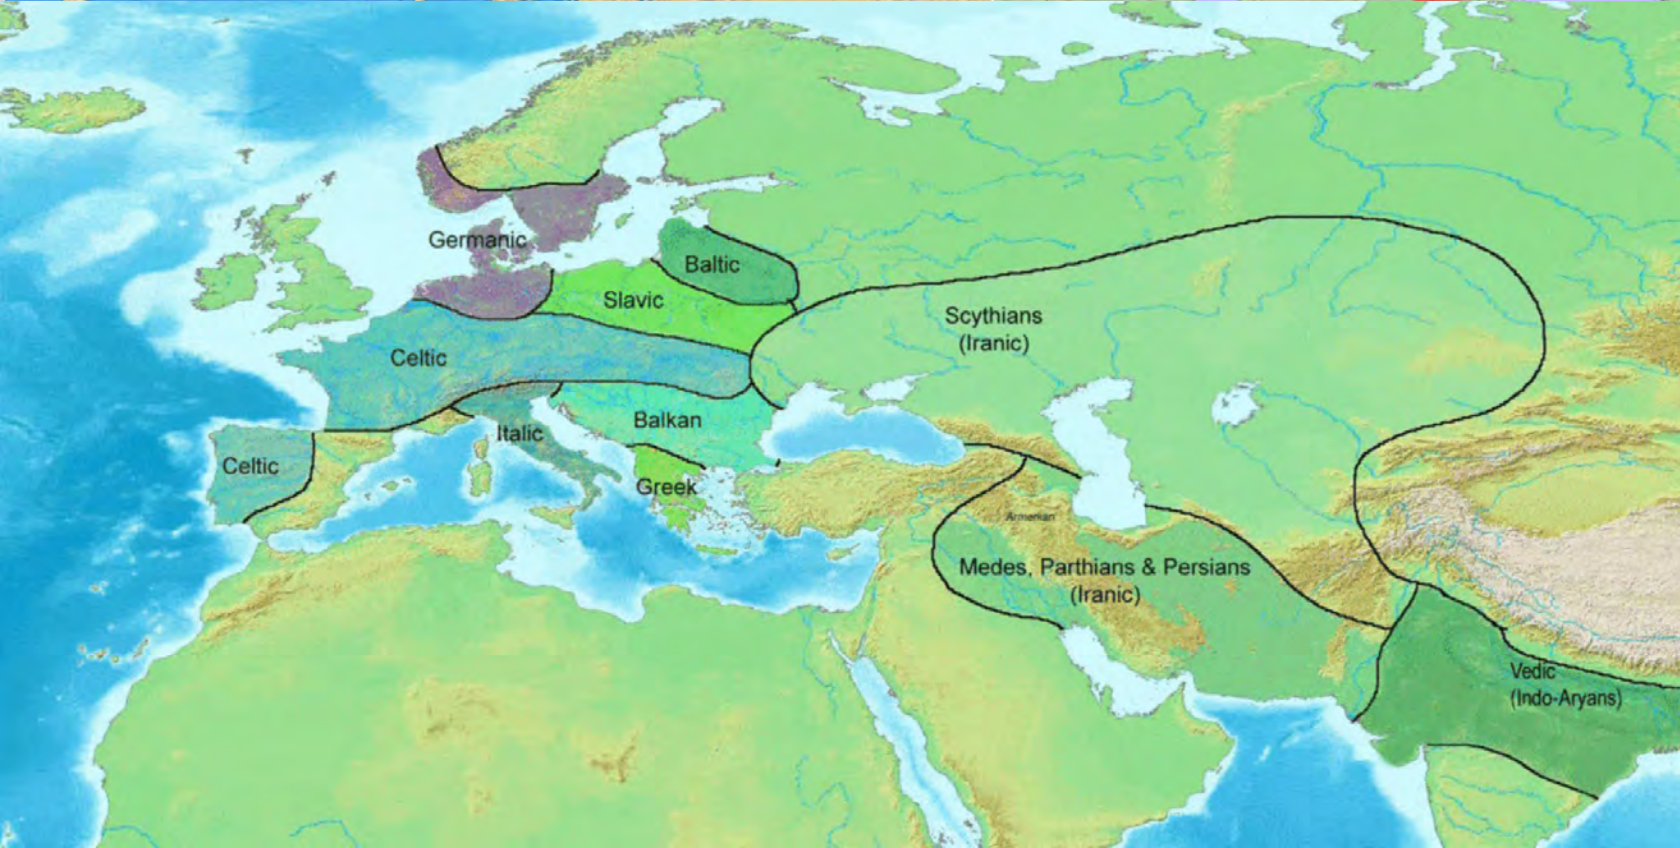 Germanic
Baltic
Slavic
Scythians
(Iranic)
Celtic
Balkan
Italic
Celtic
Greek
Armenian
Medes, Parthians & Persians
(Iranic)
Vedic
(Indo-Aryans)